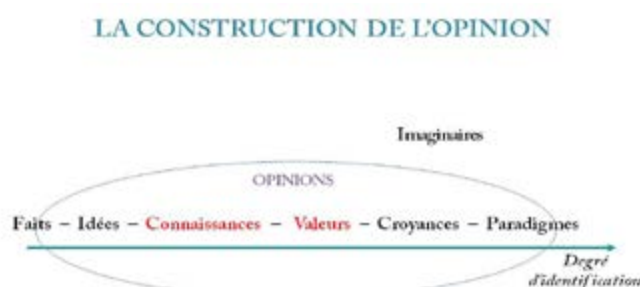 LA CONSTRUCTION DE L'OPINION
Imaginaires
OPINIONS
Faits – Idées – Connaissances – Valeurs – Croyances – Paradigmes
Degré
d'identification